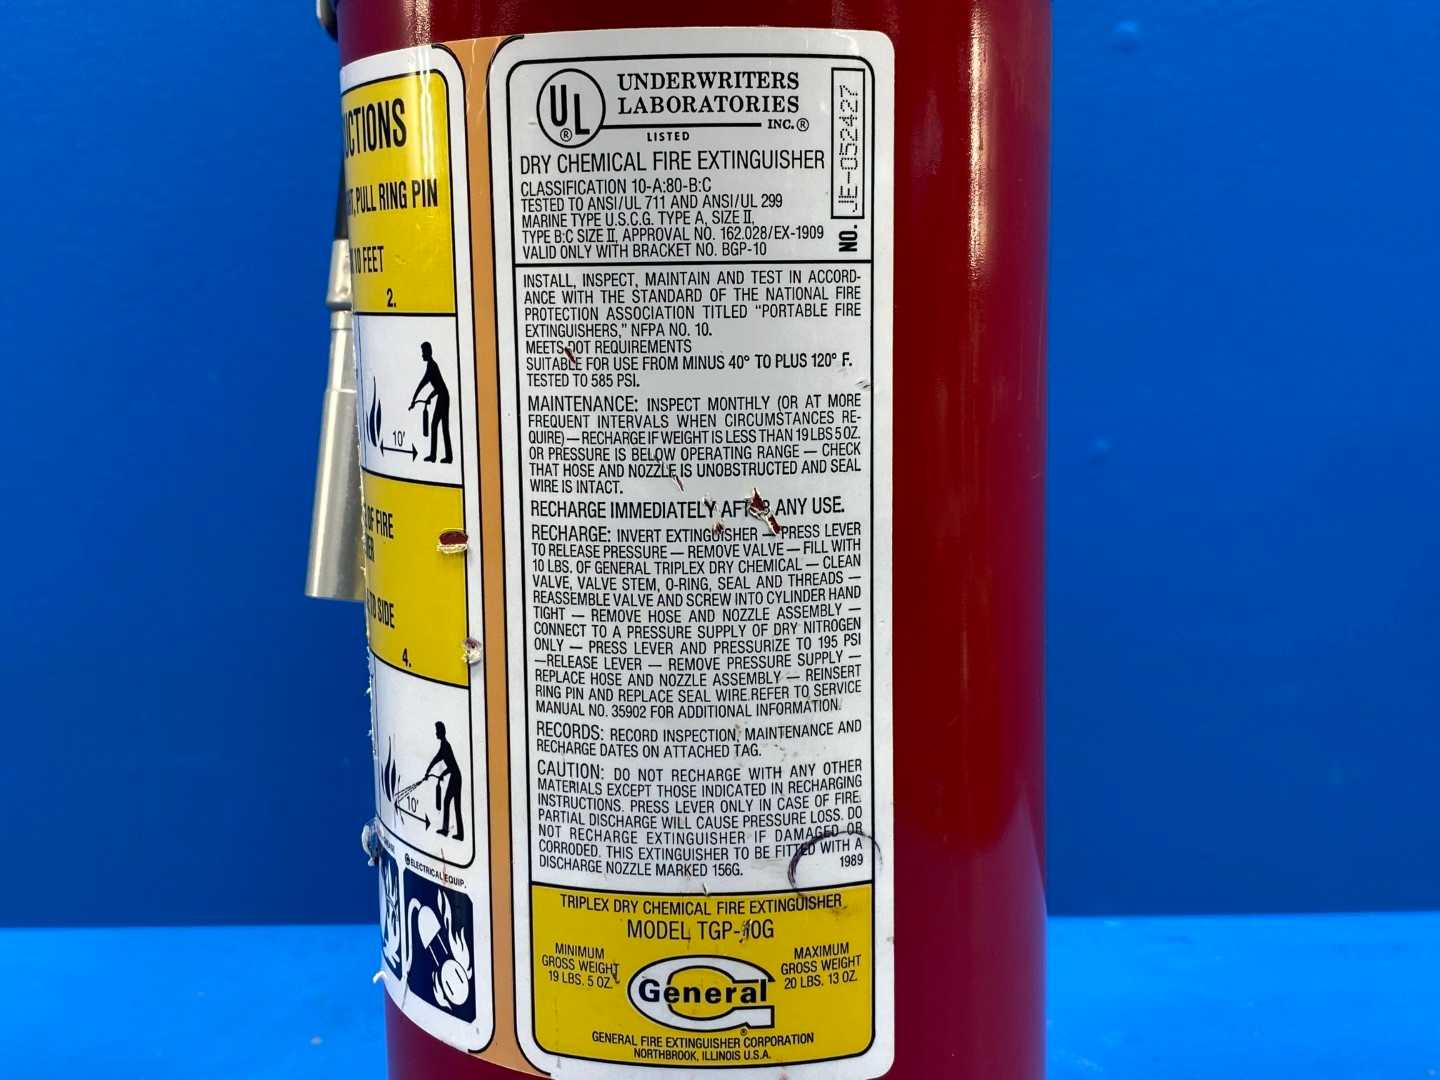 UCTIONS
PULL RING PIN
10 FEET
2.
10'
OF FIRE
SIDE
4.
10'
ELECTRICAL EQUIP.
UL
®
UNDERWRITERS
LABORATORIES
INC.®
LISTED
NO. JE-052427
DRY CHEMICAL FIRE EXTINGUISHER
CLASSIFICATION 10-A:80-B:C
TESTED TO ANSI/UL 711 AND ANSI/UL 299
MARINE TYPE U.S.C.G. TYPE A, SIZE II,
TYPE B:C SIZE II, APPROVAL NO. 162.028/EX-1909
VALID ONLY WITH BRACKET NO. BGP-10
INSTALL, INSPECT, MAINTAIN AND TEST IN ACCORD-
ANCE WITH THE STANDARD OF THE NATIONAL FIRE
PROTECTION ASSOCIATION TITLED "PORTABLE FIRE
EXTINGUISHERS," NFPA NO. 10.
MEETS DOT REQUIREMENTS
SUITABLE FOR USE FROM MINUS 40° TO PLUS 120° F.
TESTED TO 585 PSI.
MAINTENANCE: INSPECT MONTHLY (OR AT MORE
FREQUENT INTERVALS WHEN CIRCUMSTANCES RE-
QUIRE) — RECHARGE IF WEIGHT IS LESS THAN 19 LBS 5 OZ.
OR PRESSURE IS BELOW OPERATING RANGE — CHECK
THAT HOSE AND NOZZLE IS UNOBSTRUCTED AND SEAL
WIRE IS INTACT.
RECHARGE IMMEDIATELY AFTER ANY USE.
RECHARGE: INVERT EXTINGUISHER — PRESS LEVER
TO RELEASE PRESSURE — REMOVE VALVE — FILL WITH
10 LBS. OF GENERAL TRIPLEX DRY CHEMICAL — CLEAN
VALVE, VALVE STEM, O-RING, SEAL AND THREADS —
REASSEMBLE VALVE AND SCREW INTO CYLINDER HAND
TIGHT — REMOVE HOSE AND NOZZLE ASSEMBLY —
CONNECT TO A PRESSURE SUPPLY OF DRY NITROGEN
ONLY — PRESS LEVER AND PRESSURIZE TO 195 PSI
—RELEASE LEVER — REMOVE PRESSURE SUPPLY —
REPLACE HOSE AND NOZZLE ASSEMBLY — REINSERT
RING PIN AND REPLACE SEAL WIRE.REFER TO SERVICE
MANUAL NO. 35902 FOR ADDITIONAL INFORMATION.
RECORDS: RECORD INSPECTION, MAINTENANCE AND
RECHARGE DATES ON ATTACHED TAG.
CAUTION: DO NOT RECHARGE WITH ANY OTHER
MATERIALS EXCEPT THOSE INDICATED IN RECHARGING
INSTRUCTIONS. PRESS LEVER ONLY IN CASE OF FIRE.
PARTIAL DISCHARGE WILL CAUSE PRESSURE LOSS. DO
NOT RECHARGE EXTINGUISHER IF DAMAGED OR
CORRODED. THIS EXTINGUISHER TO BE FITTED WITH A
DISCHARGE NOZZLE MARKED 156G. 1989
TRIPLEX DRY CHEMICAL FIRE EXTINGUISHER
MODEL TGP-10G
MINIMUM
GROSS WEIGHT
19 LBS. 5 OZ.
MAXIMUM
GROSS WEIGHT
20 LBS. 13 OZ.
General
®
GENERAL FIRE EXTINGUISHER CORPORATION
NORTHBROOK, ILLINOIS U.S.A.